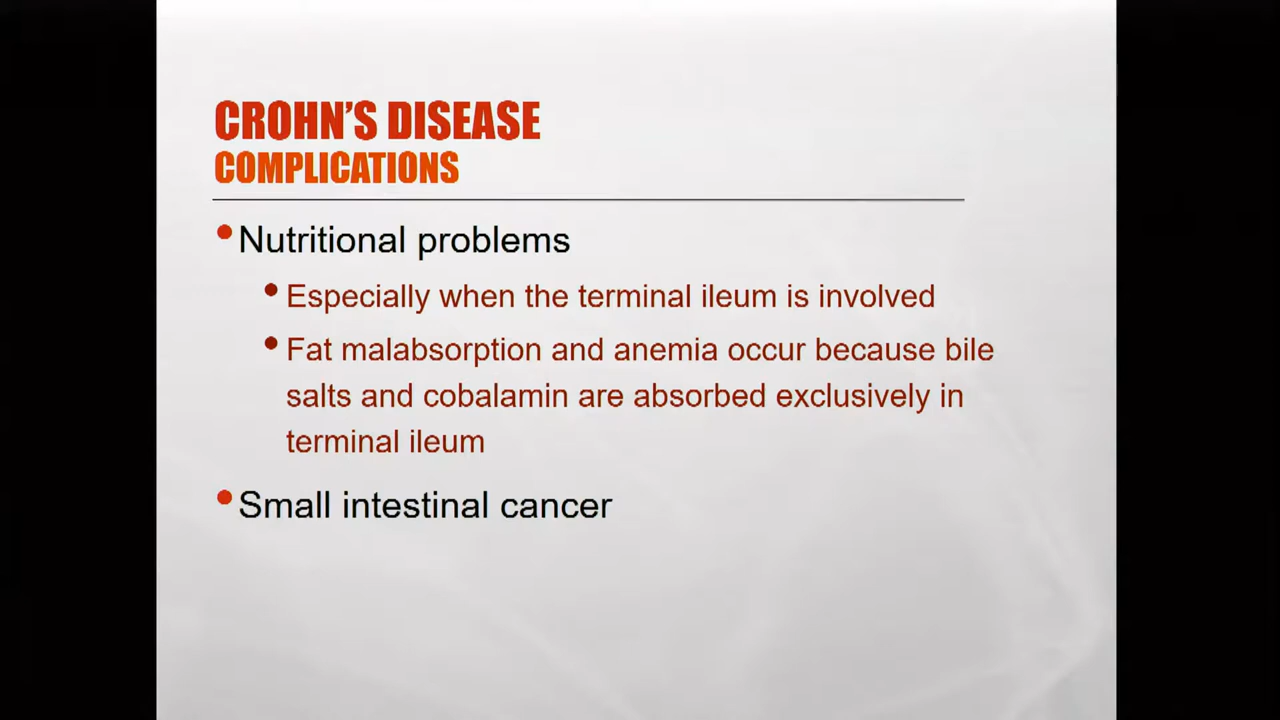 CROHN'S DISEASE
COMPLICATIONS
•Nutritional problems
•Especially when the terminal ileum is involved
•Fat malabsorption and anemia occur because bile
salts and cobalamin are absorbed exclusively in
terminal ileum
•Small intestinal cancer